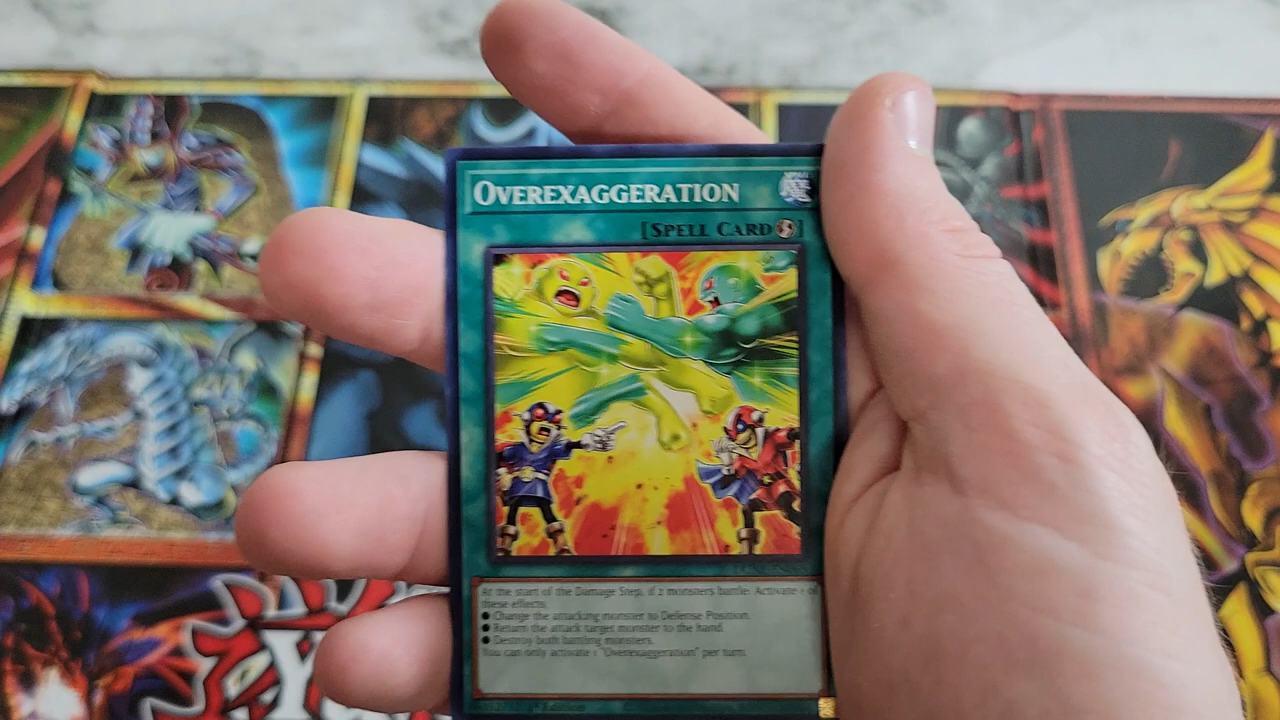 OVEREXAGGERATION
[SPELL CARD]
At the start of the Damage Step, if 2 monsters battle: Activate 1 of
these effects.
● Change the attacking monster to Defense Position.
● Return the attack target monster to the hand.
● Destroy both battling monsters.
You can only activate 1 "Overexaggeration" per turn.
1st Edition